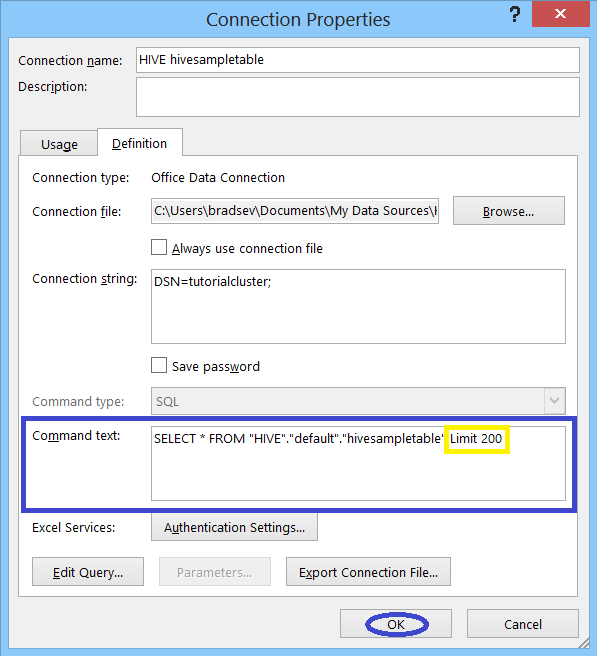 Connection Properties
?
Connection name: HIVE hivesampletable
Description:
Usage Definition
Connection type: Office Data Connection
Connection file: C:\Users\bradsev\Documents\My Data Sources\ Browse...
Always use connection file
Connection string: DSN=tutorialcluster;
Save password
Command type: SQL
Command text: SELECT * FROM "HIVE"."default"."hivesampletable" Limit 200
Excel Services: Authentication Settings...
Edit Query... Parameters... Export Connection File...
OK Cancel